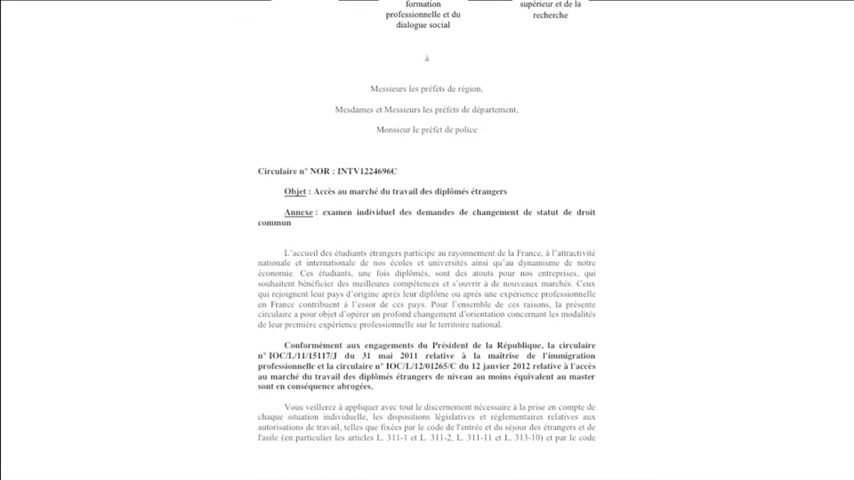 formation
professionnelle et du
dialogue social
supérieur et de la
recherche
à
Messieurs les préfets de région,
Mesdames et Messieurs les préfets de département,
Monsieur le préfet de police
Circulaire n° NOR : INTV1224696C
Objet : Accès au marché du travail des diplômés étrangers
Annexe : examen individuel des demandes de changement de statut de droit
commun
L'accueil des étudiants étrangers participe au rayonnement de la France, à l'attractivité
nationale et internationale de nos écoles et universités ainsi qu'au dynamisme de notre
économie. Ces étudiants, une fois diplômés, sont des atouts pour nos entreprises, qui
souhaitent bénéficier des meilleures compétences et s'ouvrir à de nouveaux marchés. Ceux
qui rejoignent leur pays d'origine après leur diplôme ou après une expérience professionnelle
en France contribuent à l'essor de ces pays. Pour l'ensemble de ces raisons, la présente
circulaire a pour objet d'opérer un profond changement d'orientation concernant les modalités
de leur première expérience professionnelle sur le territoire national.
Conformément aux engagements du Président de la République, la circulaire
n° IOC/L/11/15117/J du 31 mai 2011 relative à la maîtrise de l'immigration
professionnelle et la circulaire n° IOC/L/12/01265/C du 12 janvier 2012 relative à l'accès
au marché du travail des diplômés étrangers de niveau au moins équivalent au master
sont en conséquence abrogées.
Vous veillerez à appliquer avec tout le discernement nécessaire à la prise en compte de
chaque situation individuelle, les dispositions législatives et réglementaires relatives aux
autorisations de travail, telles que fixées par le code de l'entrée et du séjour des étrangers et de
l'asile (en particulier les articles L. 311-1 et L. 311-2, L. 311-11 et L. 313-10) et par le code